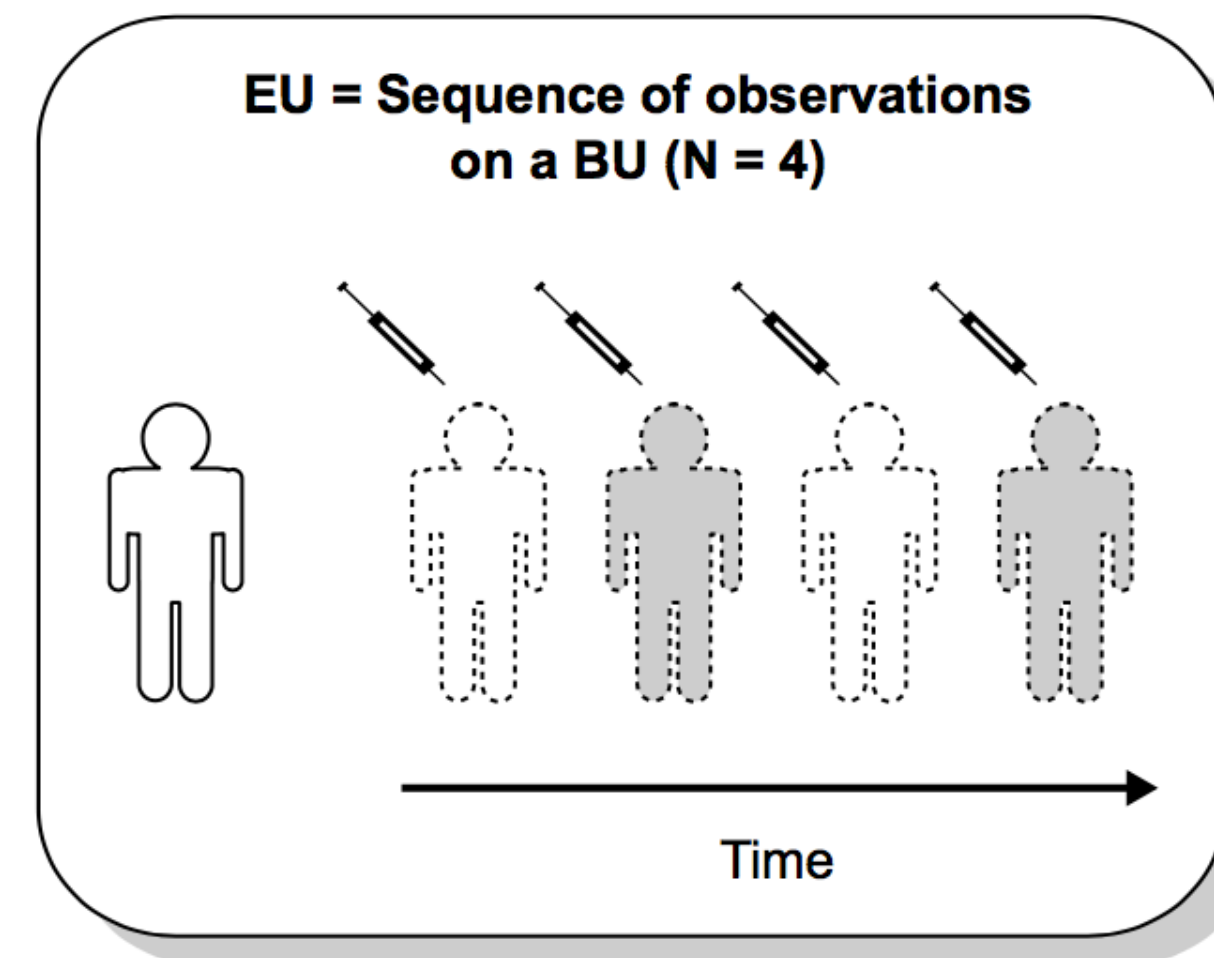 EU = Sequence of observations
on a BU (N = 4)
Time